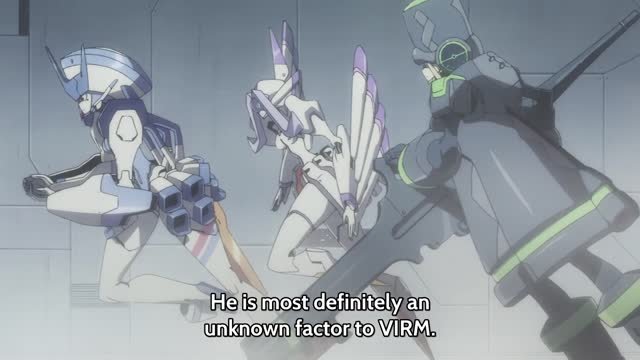 He is most definitely an
unknown factor to VIRM.